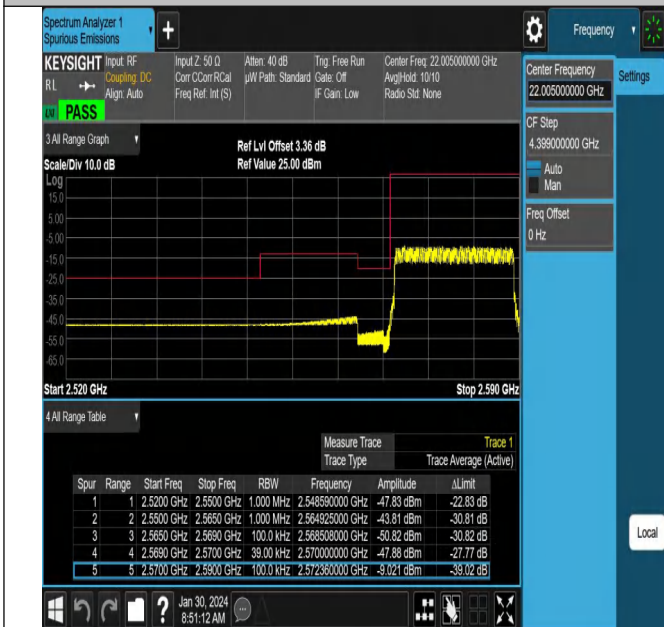 Spectrum Analyzer 1
Spurious Emissions
+
Frequency
KEYSIGHT Input: RF Input Z: 50 Ω Atten: 40 dB Trig: Free Run Center Freq: 22.005000000 GHz
RL Coupling: DC Corr CCorr RCal µW Path: Standard Gate: Off Avg|Hold: 10/10
Align: Auto Freq Ref: Int (S) IF Gain: Low Radio Std: None
PASS
Center Frequency
22.005000000 GHz
Settings
CF Step
4.399000000 GHz
Auto
Man
Freq Offset
0 Hz
Local
3 All Range Graph
Ref Lvl Offset 3.36 dB
Scale/Div 10.0 dB Ref Value 25.00 dBm
Log
15.0
5.00
-5.00
-15.0
-25.0
-35.0
-45.0
-55.0
-65.0
Start 2.520 GHz Stop 2.590 GHz
4 All Range Table
Measure Trace Trace 1
Trace Type Trace Average (Active)
Spur Range Start Freq Stop Freq RBW Frequency Amplitude ΔLimit
1 1 2.5200 GHz 2.5500 GHz 1.000 MHz 2.548590000 GHz -47.83 dBm -22.83 dB
2 2 2.5500 GHz 2.5650 GHz 1.000 MHz 2.564925000 GHz -43.81 dBm -30.81 dB
3 3 2.5650 GHz 2.5690 GHz 100.0 kHz 2.568508000 GHz -50.82 dBm -30.82 dB
4 4 2.5690 GHz 2.5700 GHz 39.00 kHz 2.570000000 GHz -47.88 dBm -27.77 dB
5 5 2.5700 GHz 2.5900 GHz 100.0 kHz 2.572360000 GHz -9.021 dBm -39.02 dB
? Jan 30, 2024
8:51:12 AM